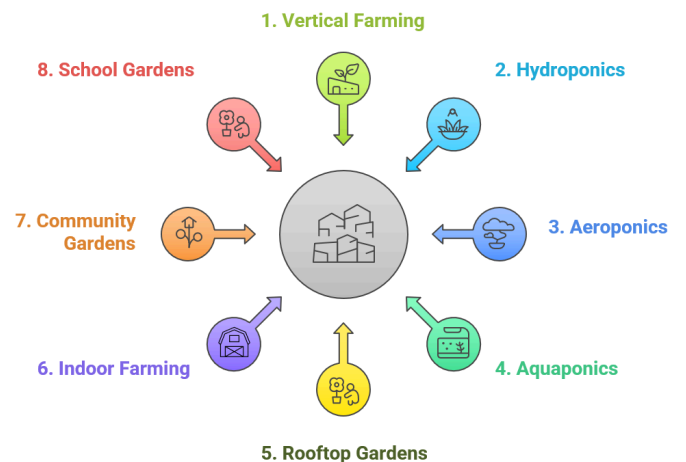 1. Vertical Farming
2. Hydroponics
3. Aeroponics
4. Aquaponics
5. Rooftop Gardens
6. Indoor Farming
7. Community
Gardens
8. School Gardens